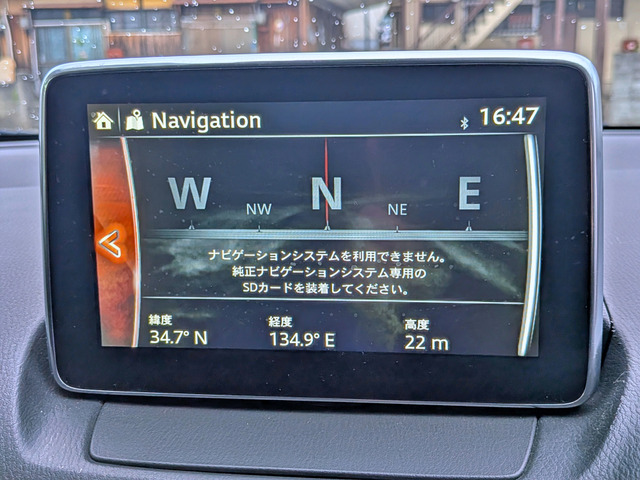 Navigation 16:47
W NW N NE E
ナビゲーションシステムを利用できません。
純正ナビゲーションシステム専用の
SDカードを装着してください。
緯度 経度 高度
34.7° N 134.9° E 22 m